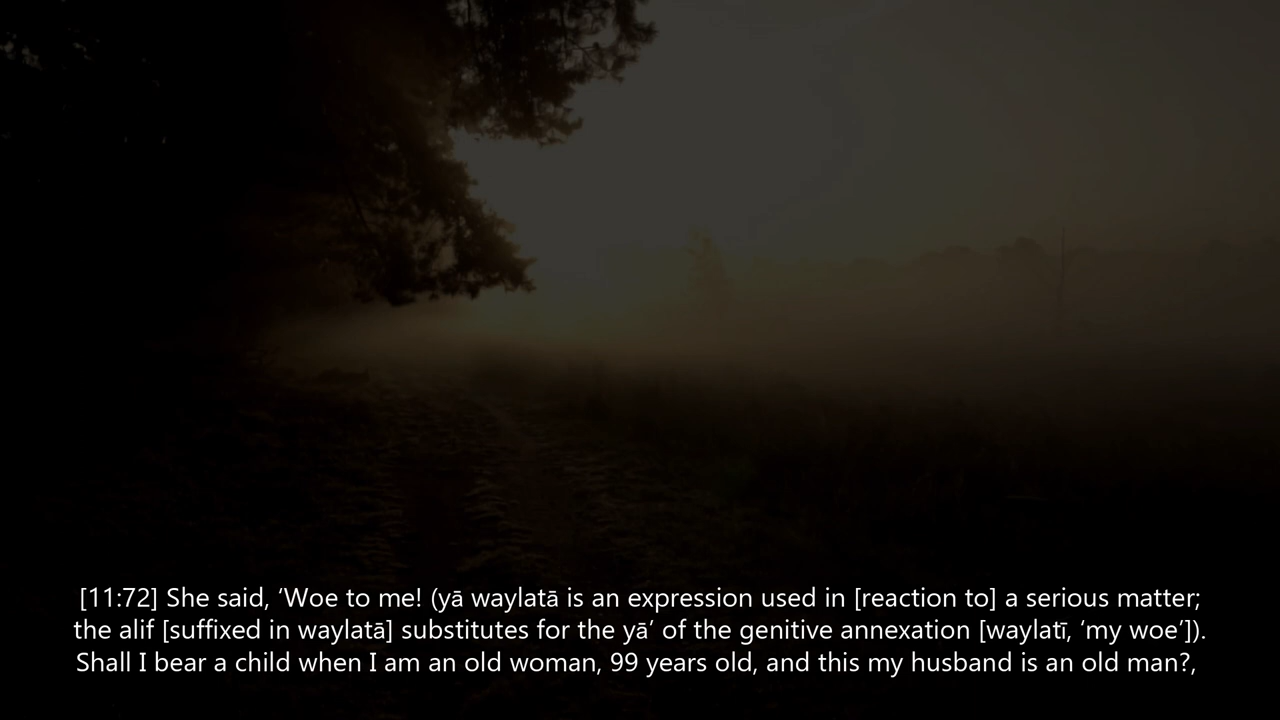 [11:72] She said, ‘Woe to me! (yā waylatā is an expression used in [reaction to] a serious matter;
the alif [suffixed in waylatā] substitutes for the yā’ of the genitive annexation [waylatī, ‘my woe’]).
Shall I bear a child when I am an old woman, 99 years old, and this my husband is an old man?,